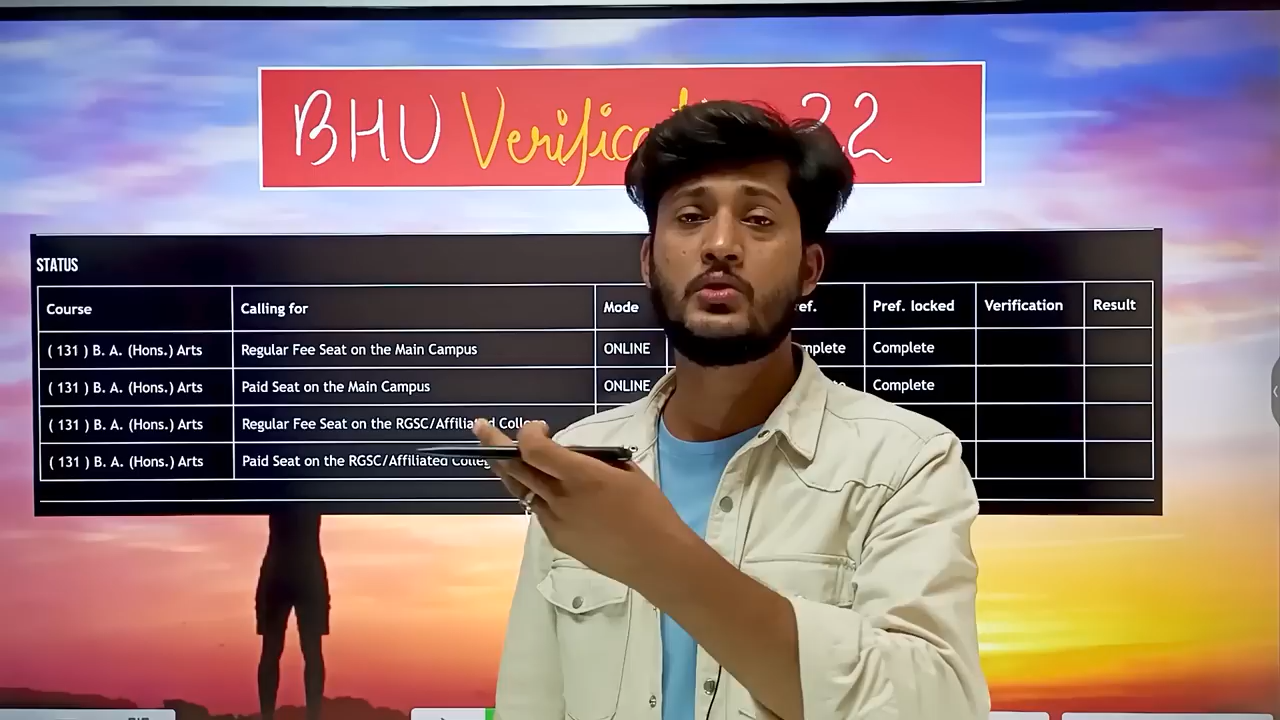 BHU 22
STATUS
Course Calling for Mode Pref. locked Verification Result
( 131 ) B. A. (Hons.) Arts Regular Fee Seat on the Main Campus ONLINE Complete
( 131 ) B. A. (Hons.) Arts Paid Seat on the Main Campus ONLINE Complete
( 131 ) B. A. (Hons.) Arts Regular Fee Seat on the RGSC/Affiliated College
( 131 ) B. A. (Hons.) Arts Paid Seat on the RGSC/Affiliated